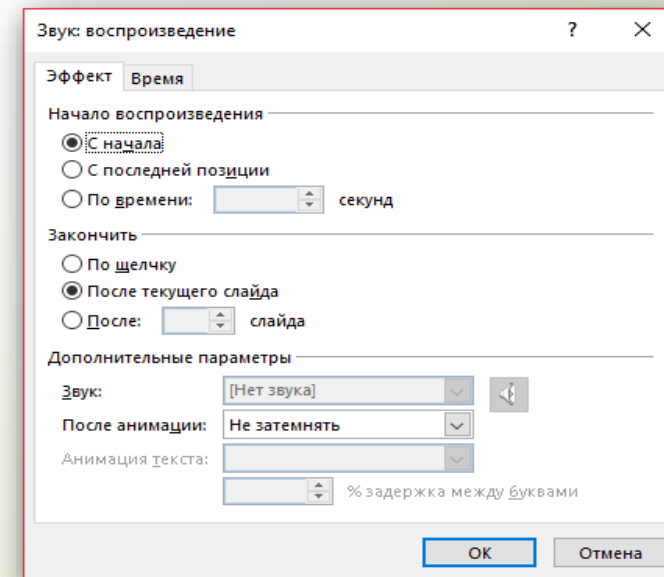 Звук: воспроизведение ?
Эффект Время
Начало воспроизведения
С начала
С последней позиции
По времени: секунд
Закончить
По щелчку
После текущего слайда
После: слайда
Дополнительные параметры
Звук: [Нет звука]
После анимации: Не затемнять
Анимация текста:
% задержка между буквами
ОК Отмена